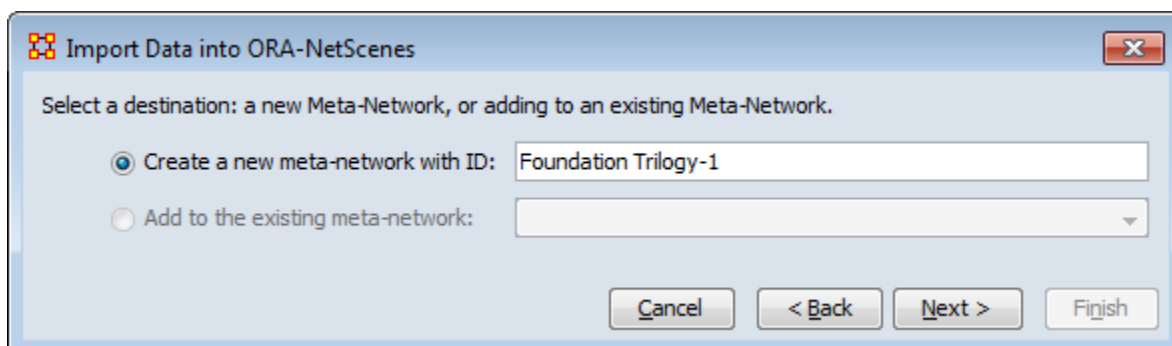 Import Data into ORA-NetScenes
Select a destination: a new Meta-Network, or adding to an existing Meta-Network.
Create a new meta-network with ID: Foundation Trilogy-1
Add to the existing meta-network:
Cancel < Back Next > Finish